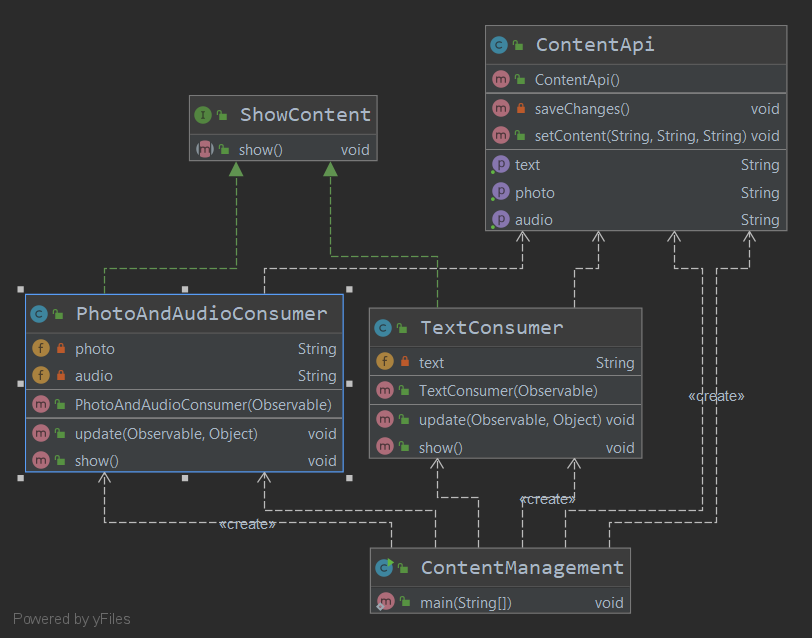 ContentApi
ContentApi()
saveChanges() void
setContent(String, String, String) void
text String
photo String
audio String
ShowContent
show() void
PhotoAndAudioConsumer
photo String
audio String
PhotoAndAudioConsumer(Observable)
update(Observable, Object) void
show() void
TextConsumer
text String
TextConsumer(Observable)
update(Observable, Object) void
show() void
«create»
«create»
«create»
ContentManagement
main(String[]) void
Powered by yFiles